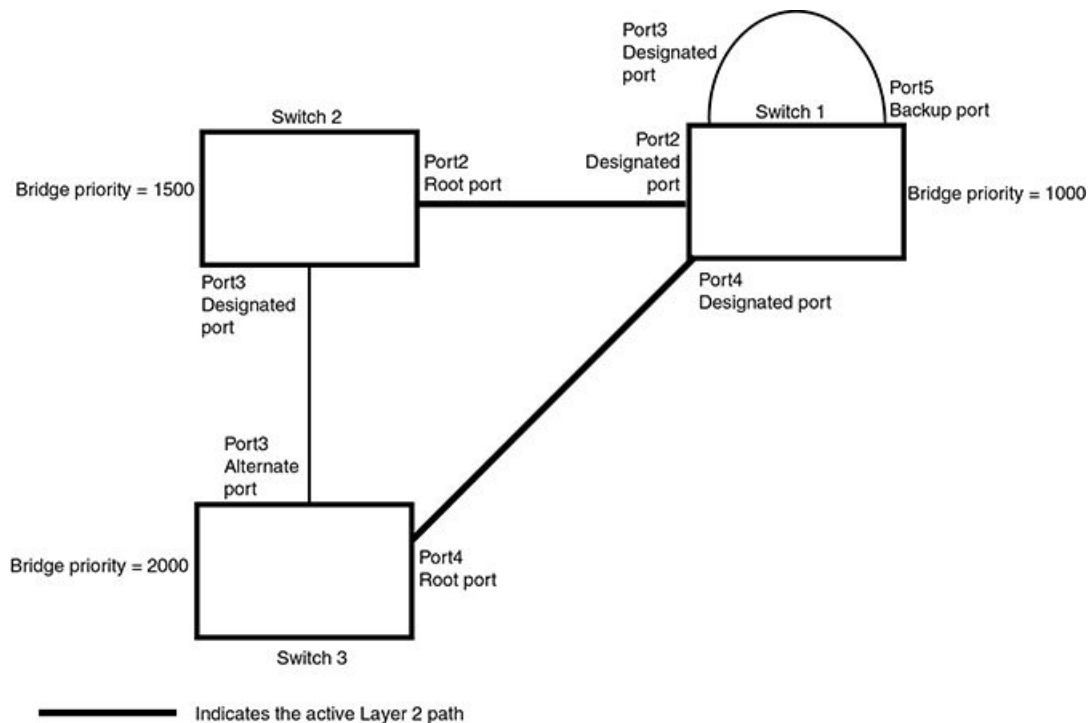 Port3
Designated
port
Port5
Backup port
Switch 1
Switch 2
Port2
Designated
port
Port2
Root port
Bridge priority = 1500
Bridge priority = 1000
Port3
Designated
port
Port4
Designated port
Port3
Alternate
port
Bridge priority = 2000
Port4
Root port
Switch 3
Indicates the active Layer 2 path